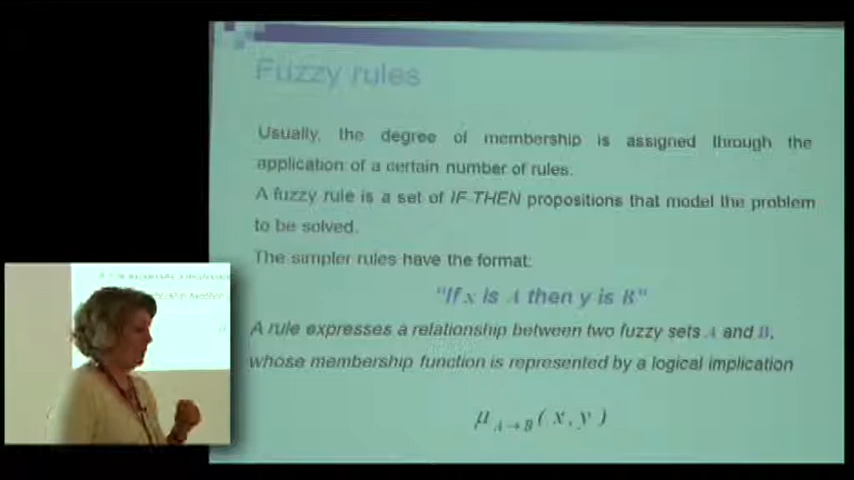 Fuzzy rules
Usually, the degree of membership is assigned through the
application of a certain number of rules.
A fuzzy rule is a set of IF THEN propositions that model the problem
to be solved.
The simpler rules have the format:
"If x is A then y is B"
A rule expresses a relationship between two fuzzy sets A and B,
whose membership function is represented by a logical implication
μ A→B ( x, y )